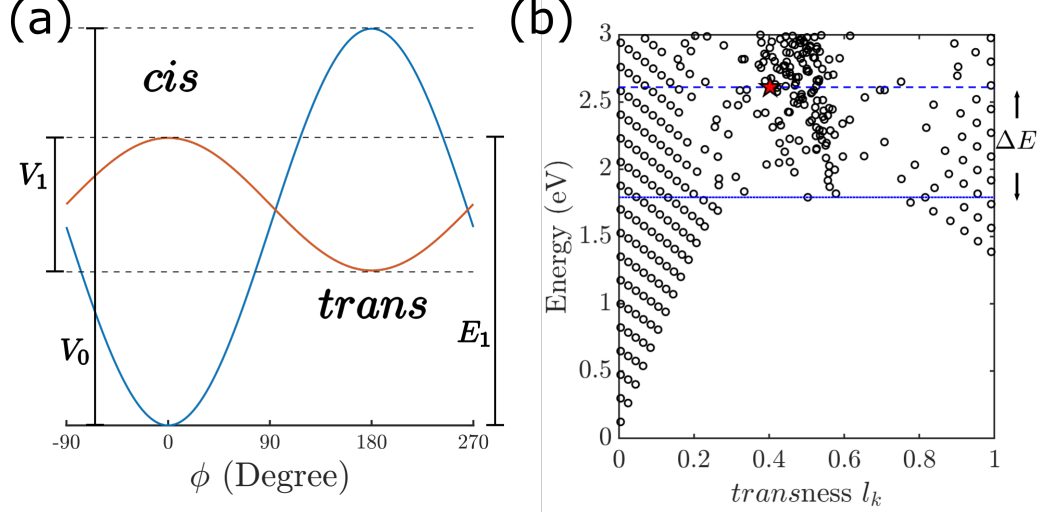 (a)
cis
trans
V₁
V₀
E₁
-90 0 90 180 270
ϕ (Degree)
(b)
3
2.5
2
1.5
1
0.5
0
Energy (eV)
ΔE
0 0.2 0.4 0.6 0.8 1
transness lₖ